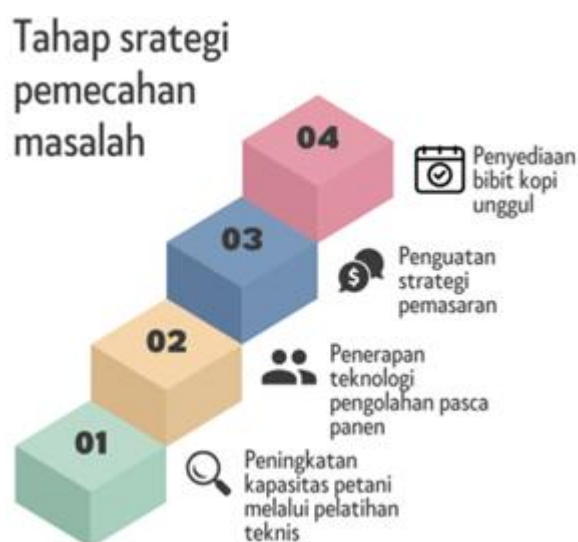 Tahap srategi
pemecahan
masalah
04
Penyediaan
bibit kopi
unggul
03
Penguatan
strategi
pemasaran
02
Penerapan
teknologi
pengolahan pasca
panen
01
Peningkatan
kapasitas petani
melalui pelatihan
teknis